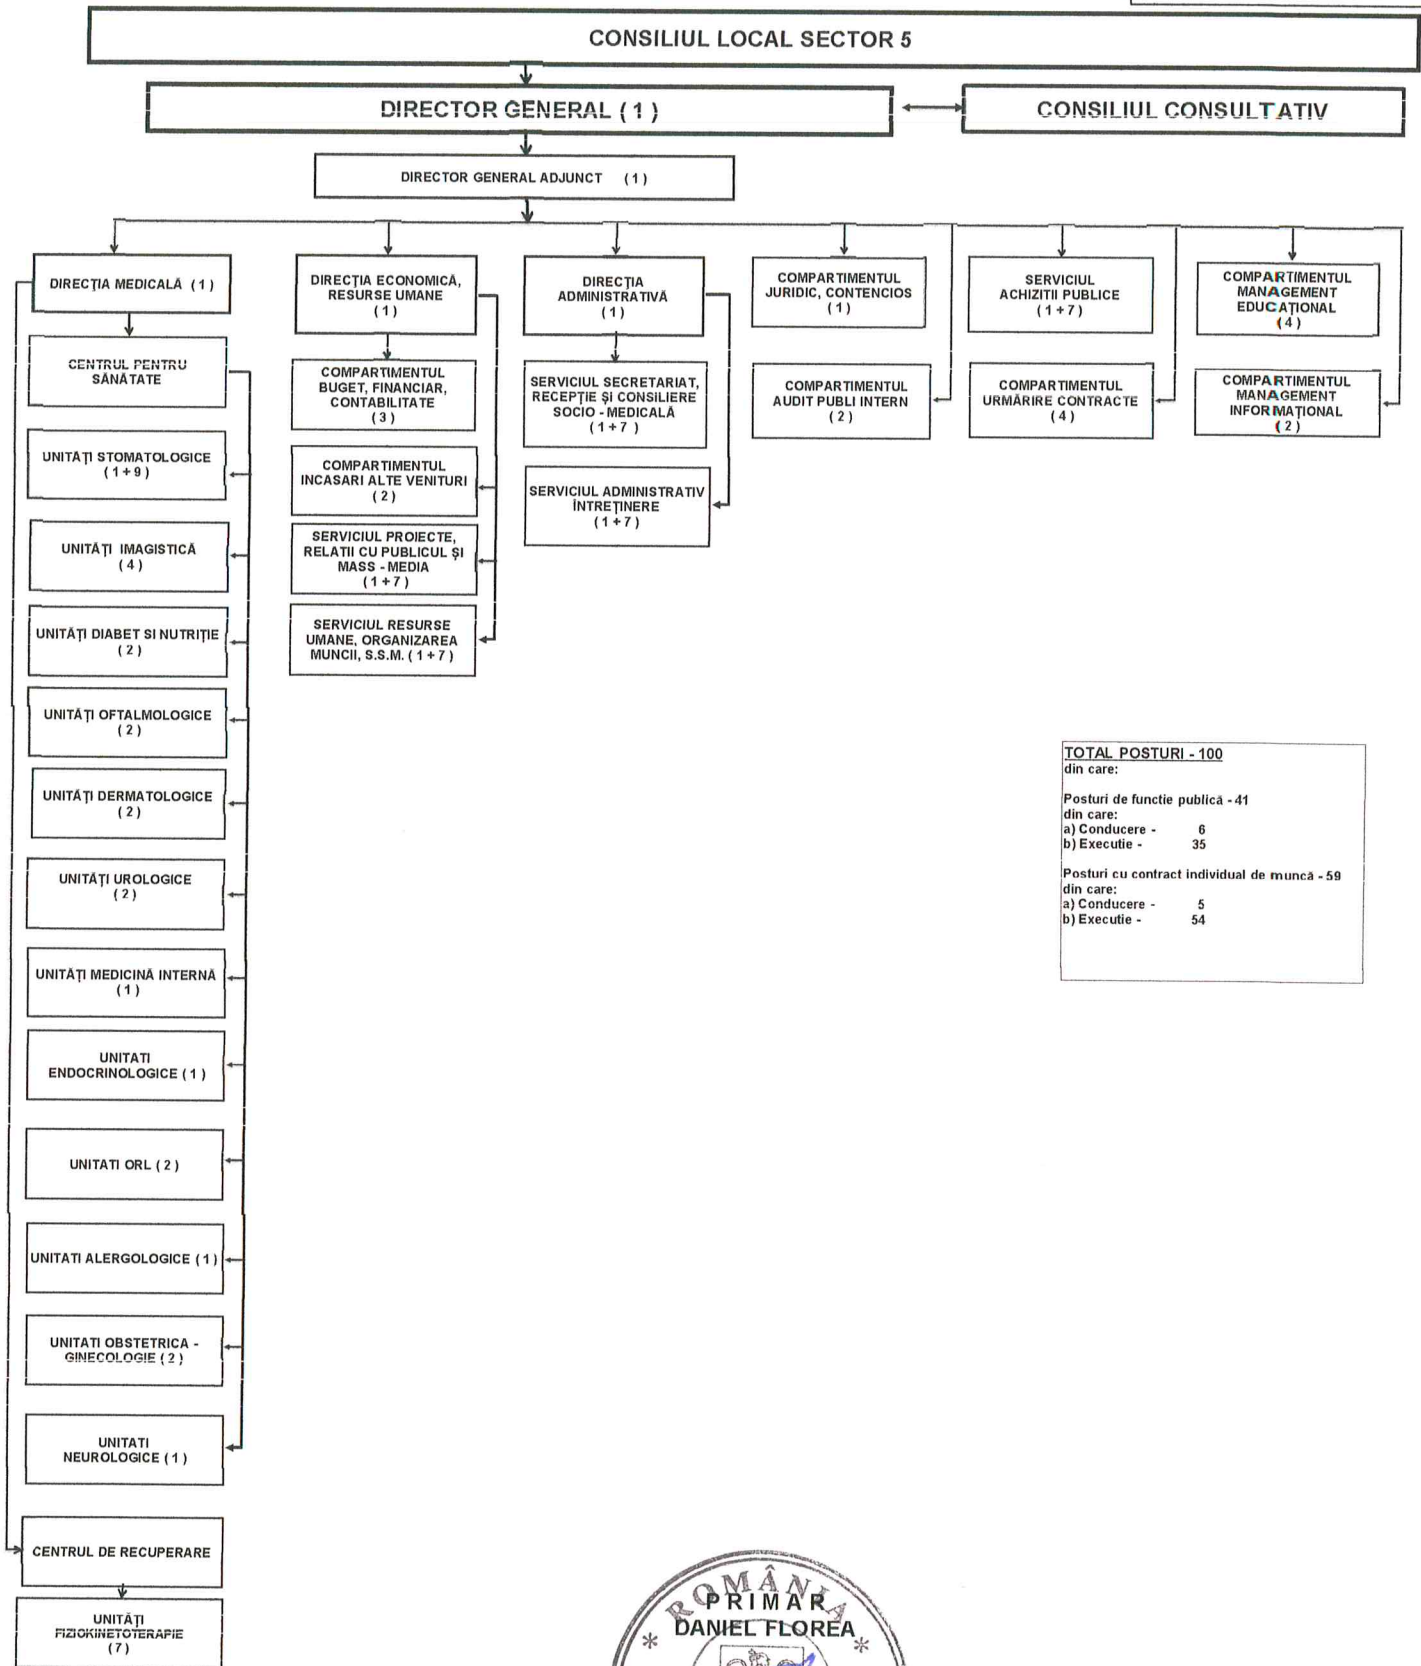 CONSILIUL LOCAL SECTOR 5
DIRECTOR GENERAL ( 1 )
CONSILIUL CONSULTATIV
DIRECTOR GENERAL ADJUNCT ( 1 )
DIRECȚIA MEDICALĂ ( 1 )
CENTRUL PENTRU
SĂNĂTATE
UNITĂȚI STOMATOLOGICE
( 1 + 9 )
UNITĂȚI IMAGISTICĂ
( 4 )
UNITĂȚI DIABET SI NUTRIȚIE
( 2 )
UNITĂȚI OFTALMOLOGICE
( 2 )
UNITĂȚI DERMATOLOGICE
( 2 )
UNITĂȚI UROLOGICE
( 2 )
UNITĂȚI MEDICINĂ INTERNĂ
( 1 )
UNITATI
ENDOCRINOLOGICE ( 1 )
UNITATI ORL ( 2 )
UNITATI ALERGOLOGICE ( 1 )
UNITATI OBSTETRICA -
GINECOLOGIE ( 2 )
UNITATI
NEUROLOGICE ( 1 )
CENTRUL DE RECUPERARE
UNITĂȚI
FIZIOKINETOTERAPIE
( 7 )
DIRECȚIA ECONOMICĂ,
RESURSE UMANE
( 1 )
COMPARTIMENTUL
BUGET, FINANCIAR,
CONTABILITATE
( 3 )
COMPARTIMENTUL
INCASARI ALTE VENITURI
( 2 )
SERVICIUL PROIECTE,
RELATII CU PUBLICUL ȘI
MASS - MEDIA
( 1 + 7 )
SERVICIUL RESURSE
UMANE, ORGANIZAREA
MUNCII, S.S.M. ( 1 + 7 )
DIRECȚIA
ADMINISTRATIVĂ
( 1 )
SERVICIUL SECRETARIAT,
RECEPȚIE ȘI CONSILIERE
SOCIO - MEDICALĂ
( 1 + 7 )
SERVICIUL ADMINISTRATIV
ÎNTREȚINERE
( 1 + 7 )
COMPARTIMENTUL
JURIDIC, CONTENCIOS
( 1 )
COMPARTIMENTUL
AUDIT PUBLI INTERN
( 2 )
SERVICIUL
ACHIZITII PUBLICE
( 1 + 7 )
COMPARTIMENTUL
URMĂRIRE CONTRACTE
( 4 )
COMPARTIMENTUL
MANAGEMENT
EDUCAȚIONAL
( 4 )
COMPARTIMENTUL
MANAGEMENT
INFORMAȚIONAL
( 2 )
TOTAL POSTURI - 100
din care:
Posturi de functie publică - 41
din care:
a) Conducere - 6
b) Executie - 35
Posturi cu contract individual de muncă - 59
din care:
a) Conducere - 5
b) Executie - 54
* ROMÂNIA *
PRIMAR
DANIEL FLOREA